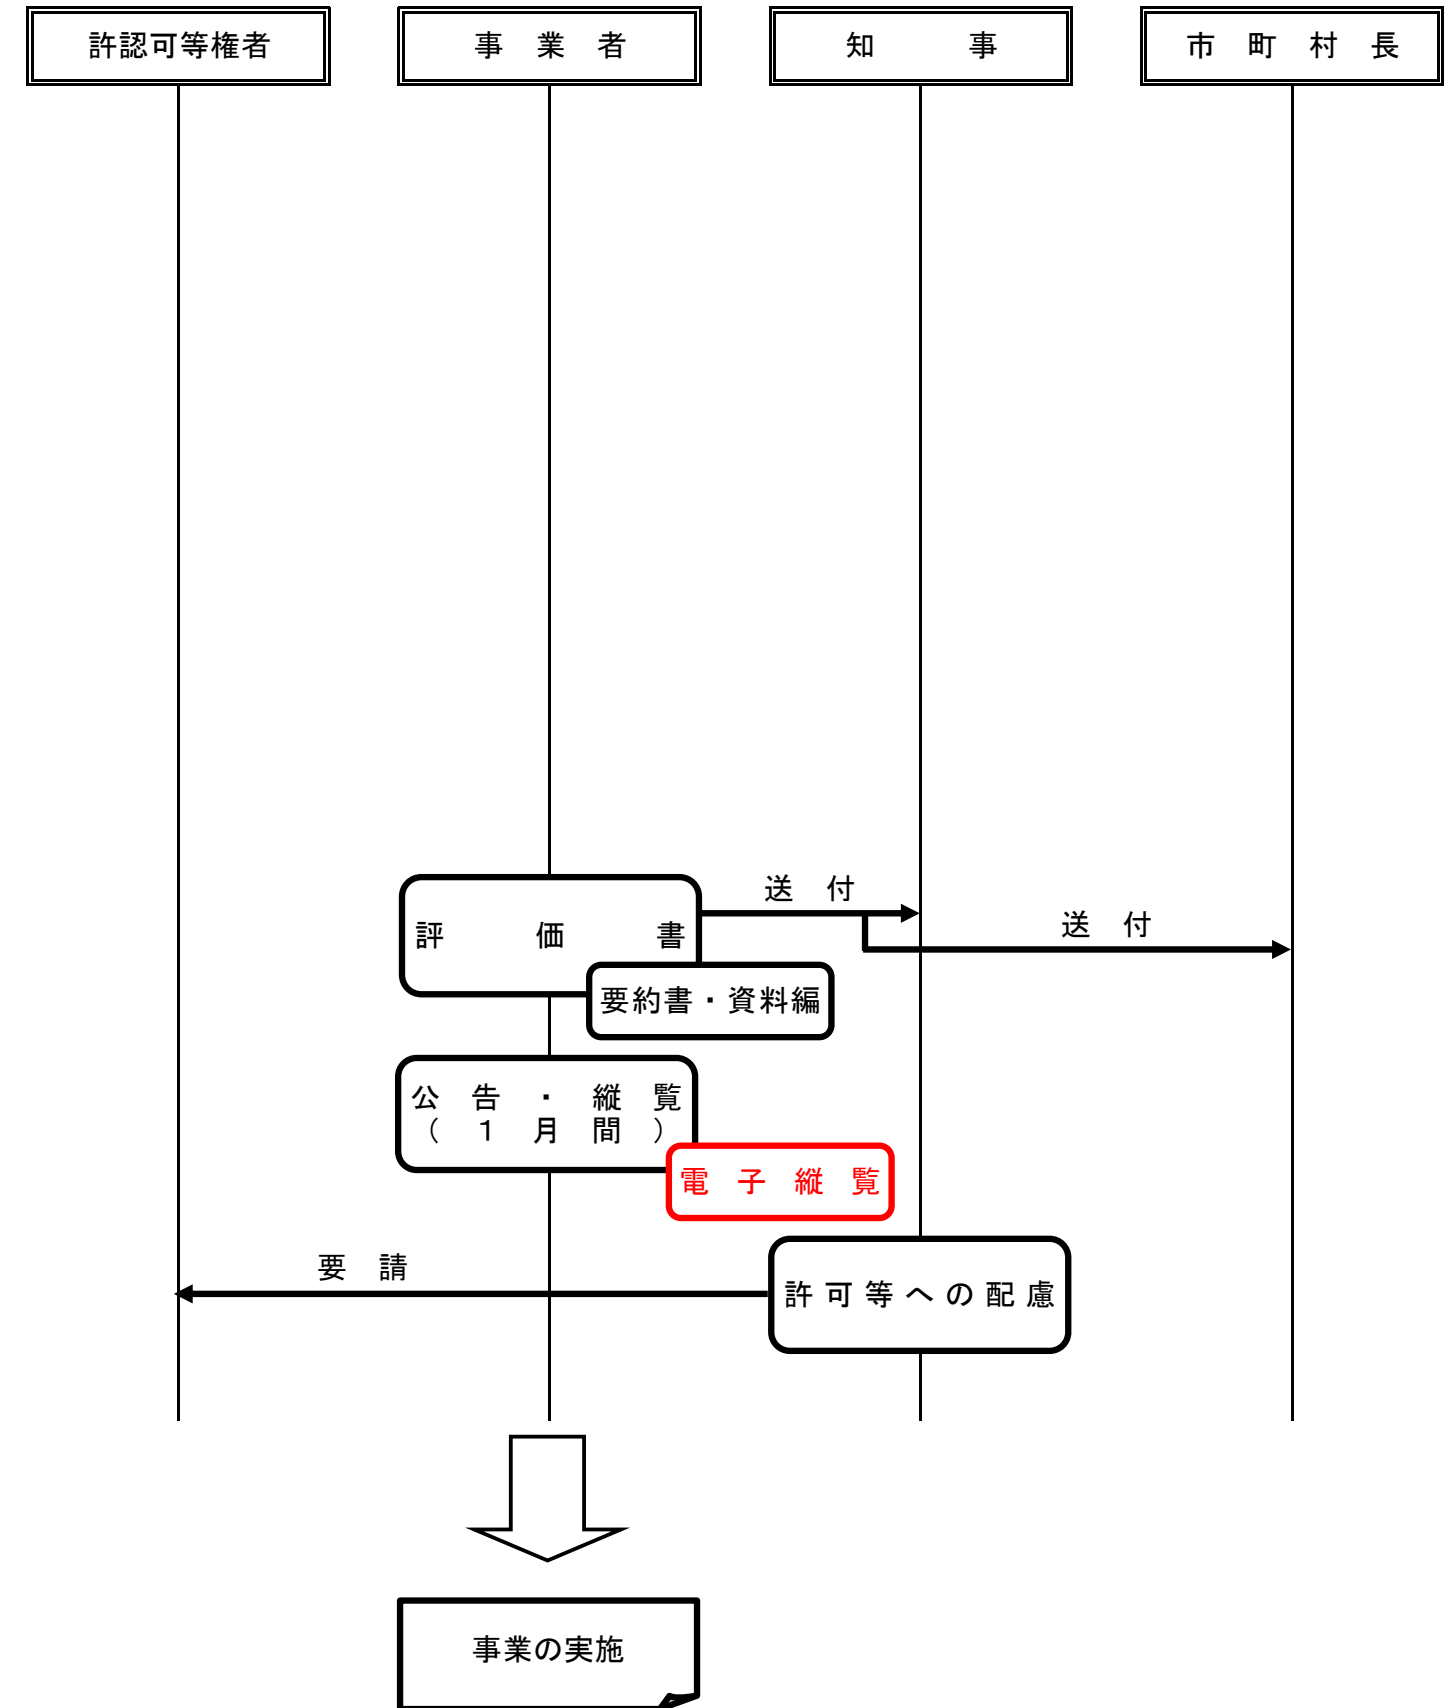 許認可等権者
事業者
知事
市町村長
送付
送付
評価書
要約書・資料編
公告・縦覧
(1月間)
電子縦覧
要請
許可等への配慮
事業の実施